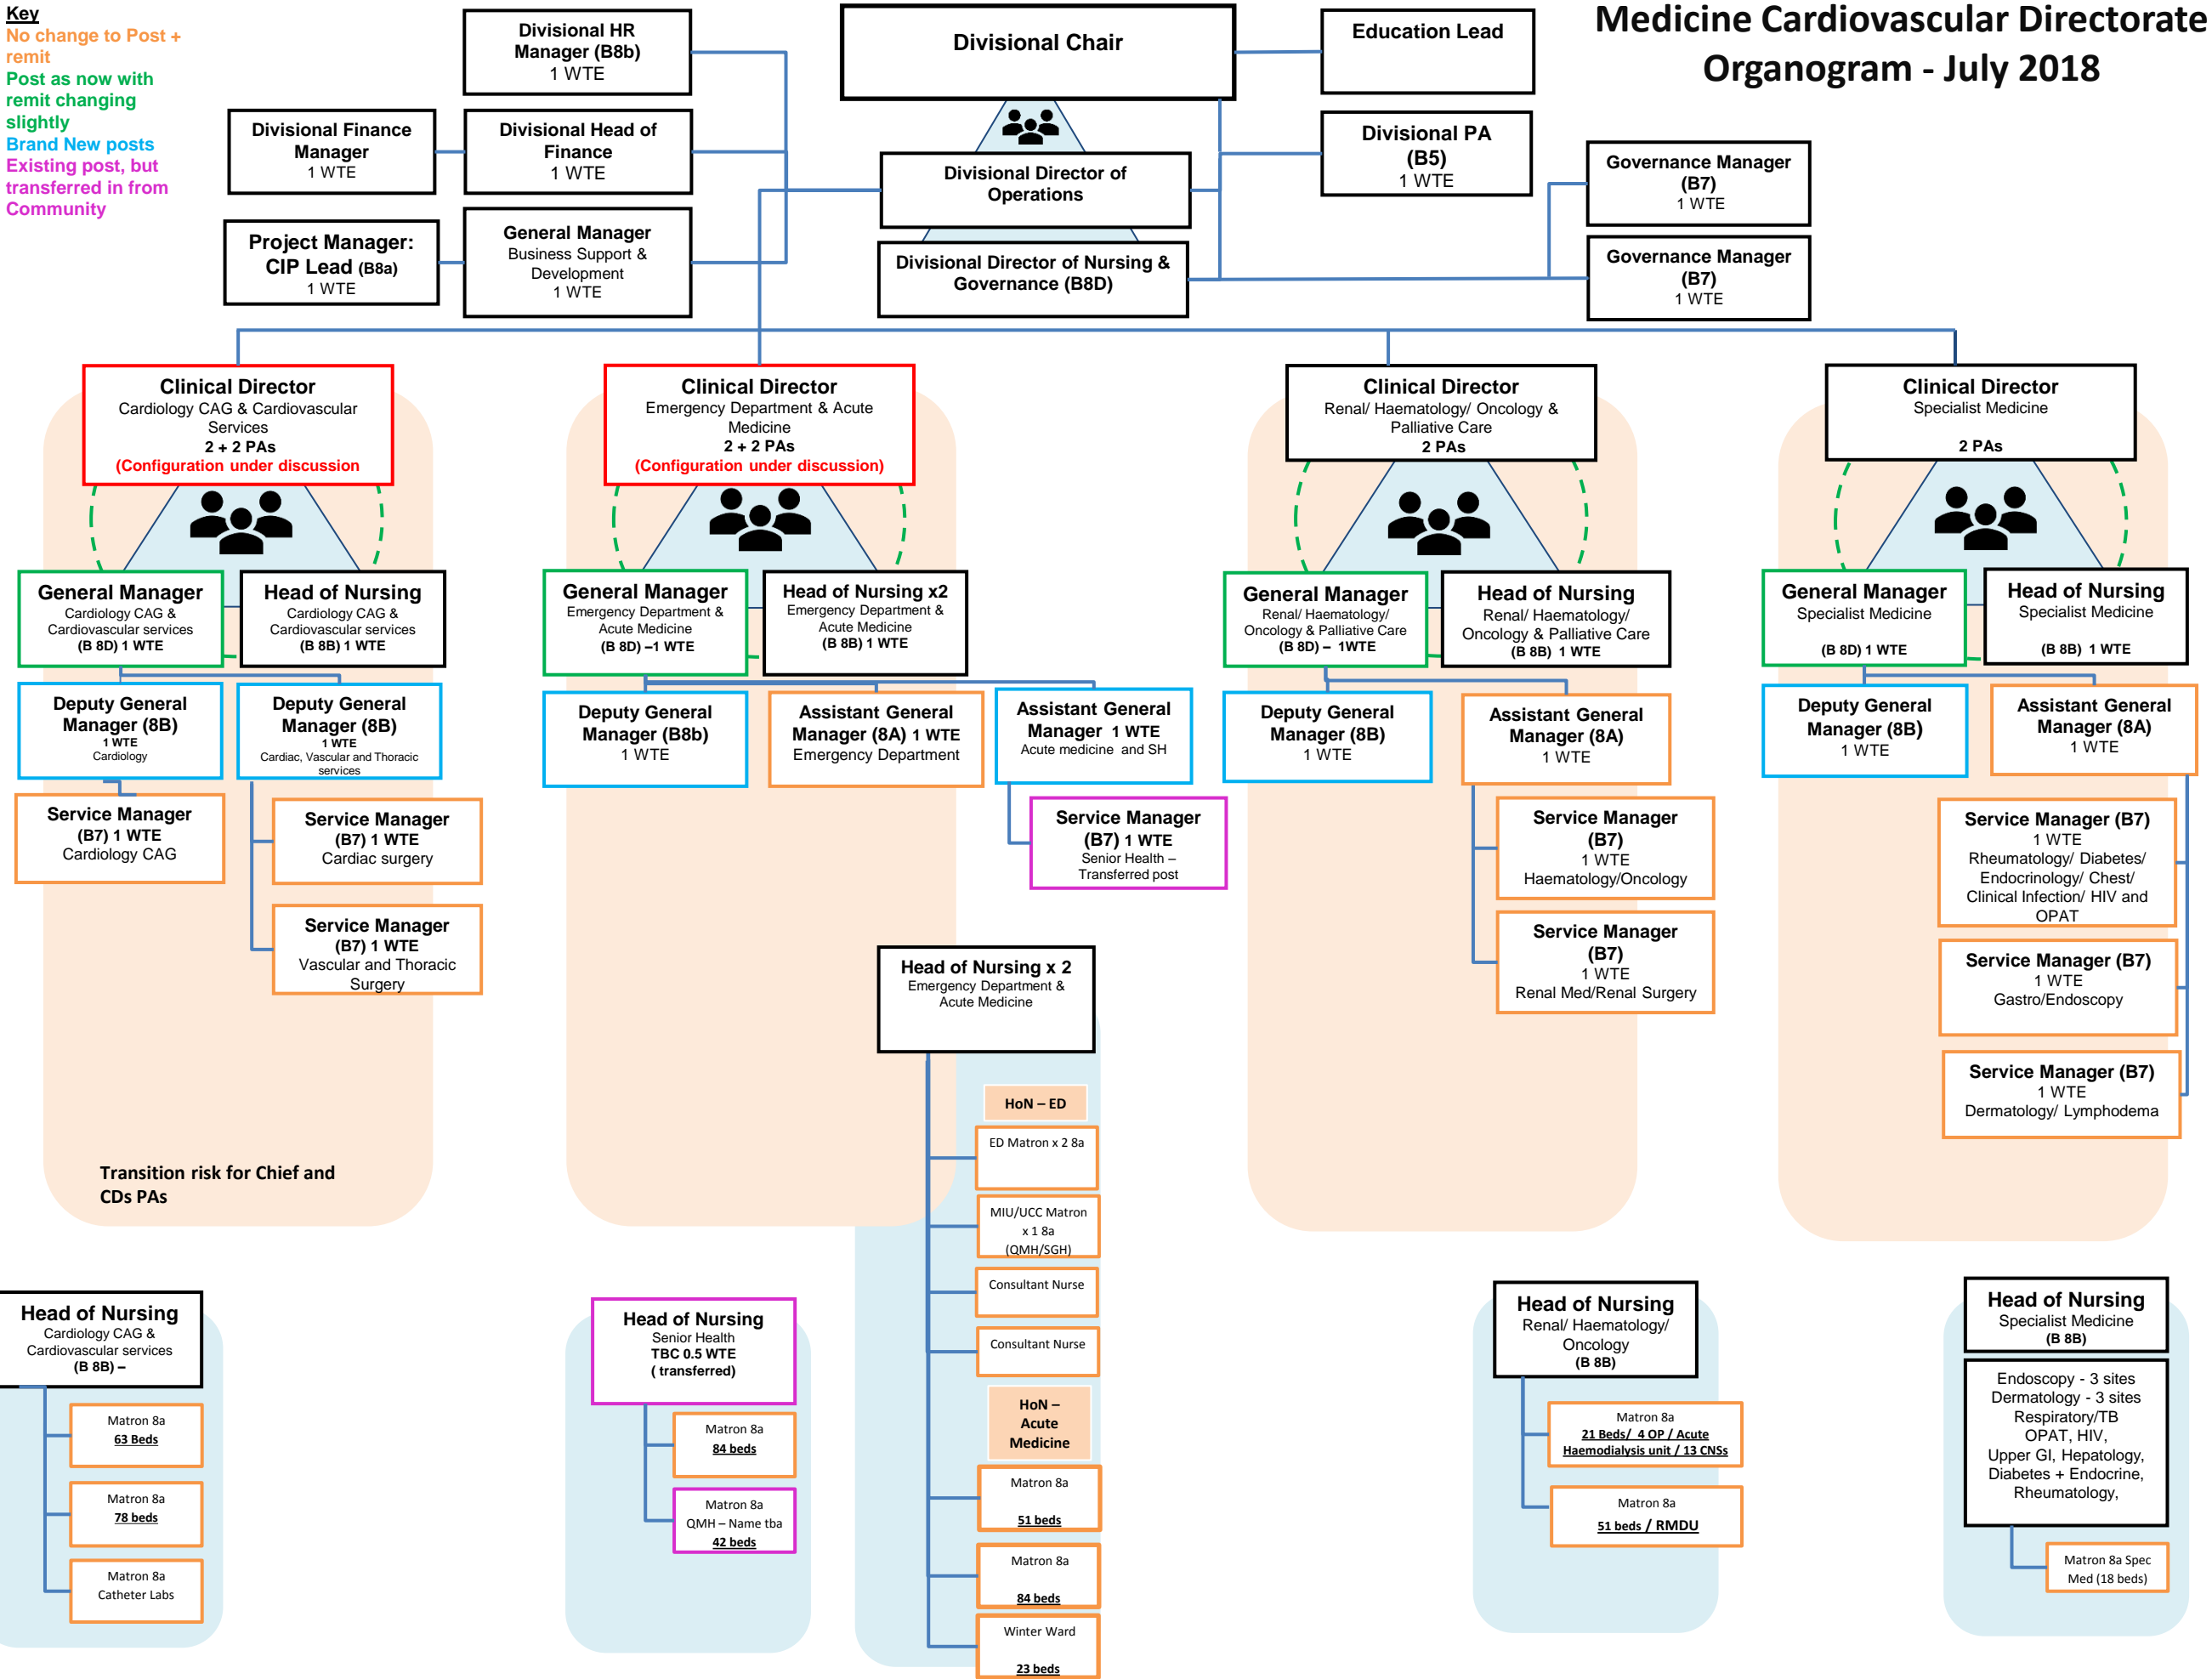 Key
No change to Post +
remit
Post as now with
remit changing
slightly
Brand New posts
Existing post, but
transferred in from
Community
Medicine Cardiovascular Directorate
Organogram - July 2018
Divisional HR
Manager (B8b)
1 WTE
Divisional Chair
Education Lead
Divisional Finance
Manager
1 WTE
Divisional Head of
Finance
1 WTE
Divisional Director of
Operations
Divisional PA
(B5)
1 WTE
Governance Manager
(B7)
1 WTE
Project Manager:
CIP Lead (B8a)
1 WTE
General Manager
Business Support &
Development
1 WTE
Divisional Director of Nursing &
Governance (B8D)
Governance Manager
(B7)
1 WTE
Clinical Director
Cardiology CAG & Cardiovascular
Services
2 + 2 PAs
(Configuration under discussion
Clinical Director
Emergency Department & Acute
Medicine
2 + 2 PAs
(Configuration under discussion)
Clinical Director
Renal/ Haematology/ Oncology &
Palliative Care
2 PAs
Clinical Director
Specialist Medicine
2 PAs
General Manager
Cardiology CAG &
Cardiovascular services
(B 8D) 1 WTE
Head of Nursing
Cardiology CAG &
Cardiovascular services
(B 8B) 1 WTE
General Manager
Emergency Department &
Acute Medicine
(B 8D) –1 WTE
Head of Nursing x2
Emergency Department &
Acute Medicine
(B 8B) 1 WTE
General Manager
Renal/ Haematology/
Oncology & Palliative Care
(B 8D) – 1WTE
Head of Nursing
Renal/ Haematology/
Oncology & Palliative Care
(B 8B) 1 WTE
General Manager
Specialist Medicine
(B 8D) 1 WTE
Head of Nursing
Specialist Medicine
(B 8B) 1 WTE
Deputy General
Manager (8B)
1 WTE
Cardiology
Deputy General
Manager (8B)
1 WTE
Cardiac, Vascular and Thoracic
services
Deputy General
Manager (B8b)
1 WTE
Assistant General
Manager (8A) 1 WTE
Emergency Department
Assistant General
Manager 1 WTE
Acute medicine and SH
Deputy General
Manager (8B)
1 WTE
Assistant General
Manager (8A)
1 WTE
Deputy General
Manager (8B)
1 WTE
Assistant General
Manager (8A)
1 WTE
Service Manager
(B7) 1 WTE
Cardiology CAG
Service Manager
(B7) 1 WTE
Cardiac surgery
Service Manager
(B7) 1 WTE
Vascular and Thoracic
Surgery
Service Manager
(B7) 1 WTE
Senior Health –
Transferred post
Service Manager
(B7)
1 WTE
Haematology/Oncology
Service Manager
(B7)
1 WTE
Renal Med/Renal Surgery
Service Manager (B7)
1 WTE
Rheumatology/ Diabetes/
Endocrinology/ Chest/
Clinical Infection/ HIV and
OPAT
Service Manager (B7)
1 WTE
Gastro/Endoscopy
Service Manager (B7)
1 WTE
Dermatology/ Lymphodema
Transition risk for Chief and
CDs PAs
Head of Nursing x 2
Emergency Department &
Acute Medicine
HoN – ED
ED Matron x 2 8a
MIU/UCC Matron
x 1 8a
(QMH/SGH)
Consultant Nurse
Consultant Nurse
HoN –
Acute
Medicine
Matron 8a
51 beds
Matron 8a
84 beds
Winter Ward
23 beds
Head of Nursing
Cardiology CAG &
Cardiovascular services
(B 8B) –
Matron 8a
63 Beds
Matron 8a
78 beds
Matron 8a
Catheter Labs
Head of Nursing
Senior Health
TBC 0.5 WTE
( transferred)
Matron 8a
84 beds
Matron 8a
QMH – Name tba
42 beds
Head of Nursing
Renal/ Haematology/
Oncology
(B 8B)
Matron 8a
21 Beds/ 4 OP / Acute
Haemodialysis unit / 13 CNSs
Matron 8a
51 beds / RMDU
Head of Nursing
Specialist Medicine
(B 8B)
Endoscopy - 3 sites
Dermatology - 3 sites
Respiratory/TB
OPAT, HIV,
Upper GI, Hepatology,
Diabetes + Endocrine,
Rheumatology,
Matron 8a Spec
Med (18 beds)